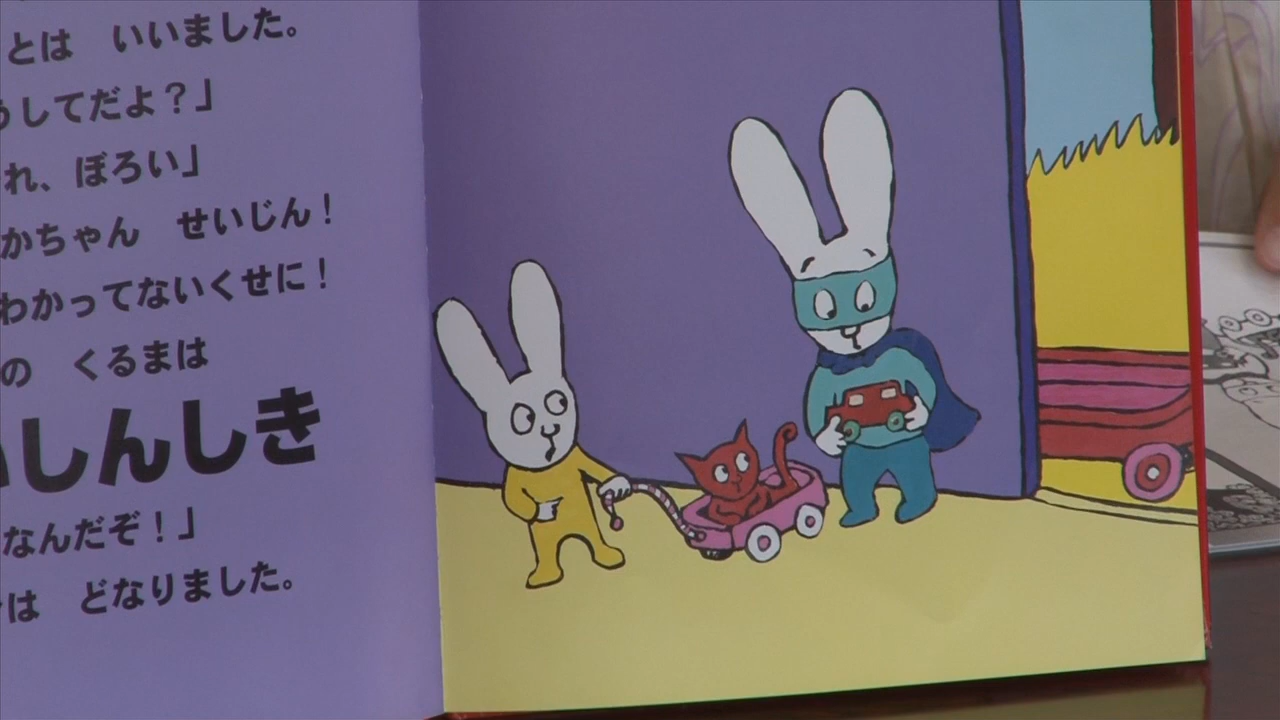 とは いいました。
うしてだよ？」
れ、ぼろい」
かちゃん せいじん！
わかってないくせに！
の くるまは
いしんしき
なんだぞ！」
は どなりました。